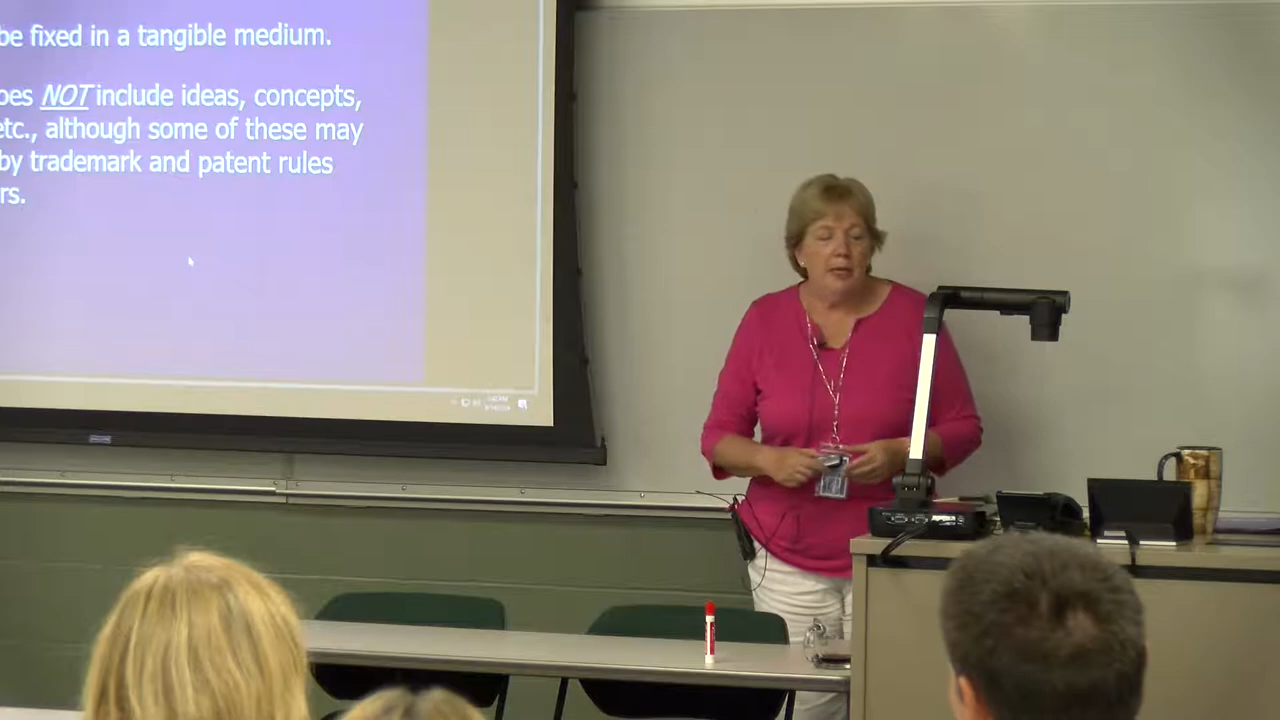 be fixed in a tangible medium.
oes NOT include ideas, concepts,
etc., although some of these may
by trademark and patent rules
rs.